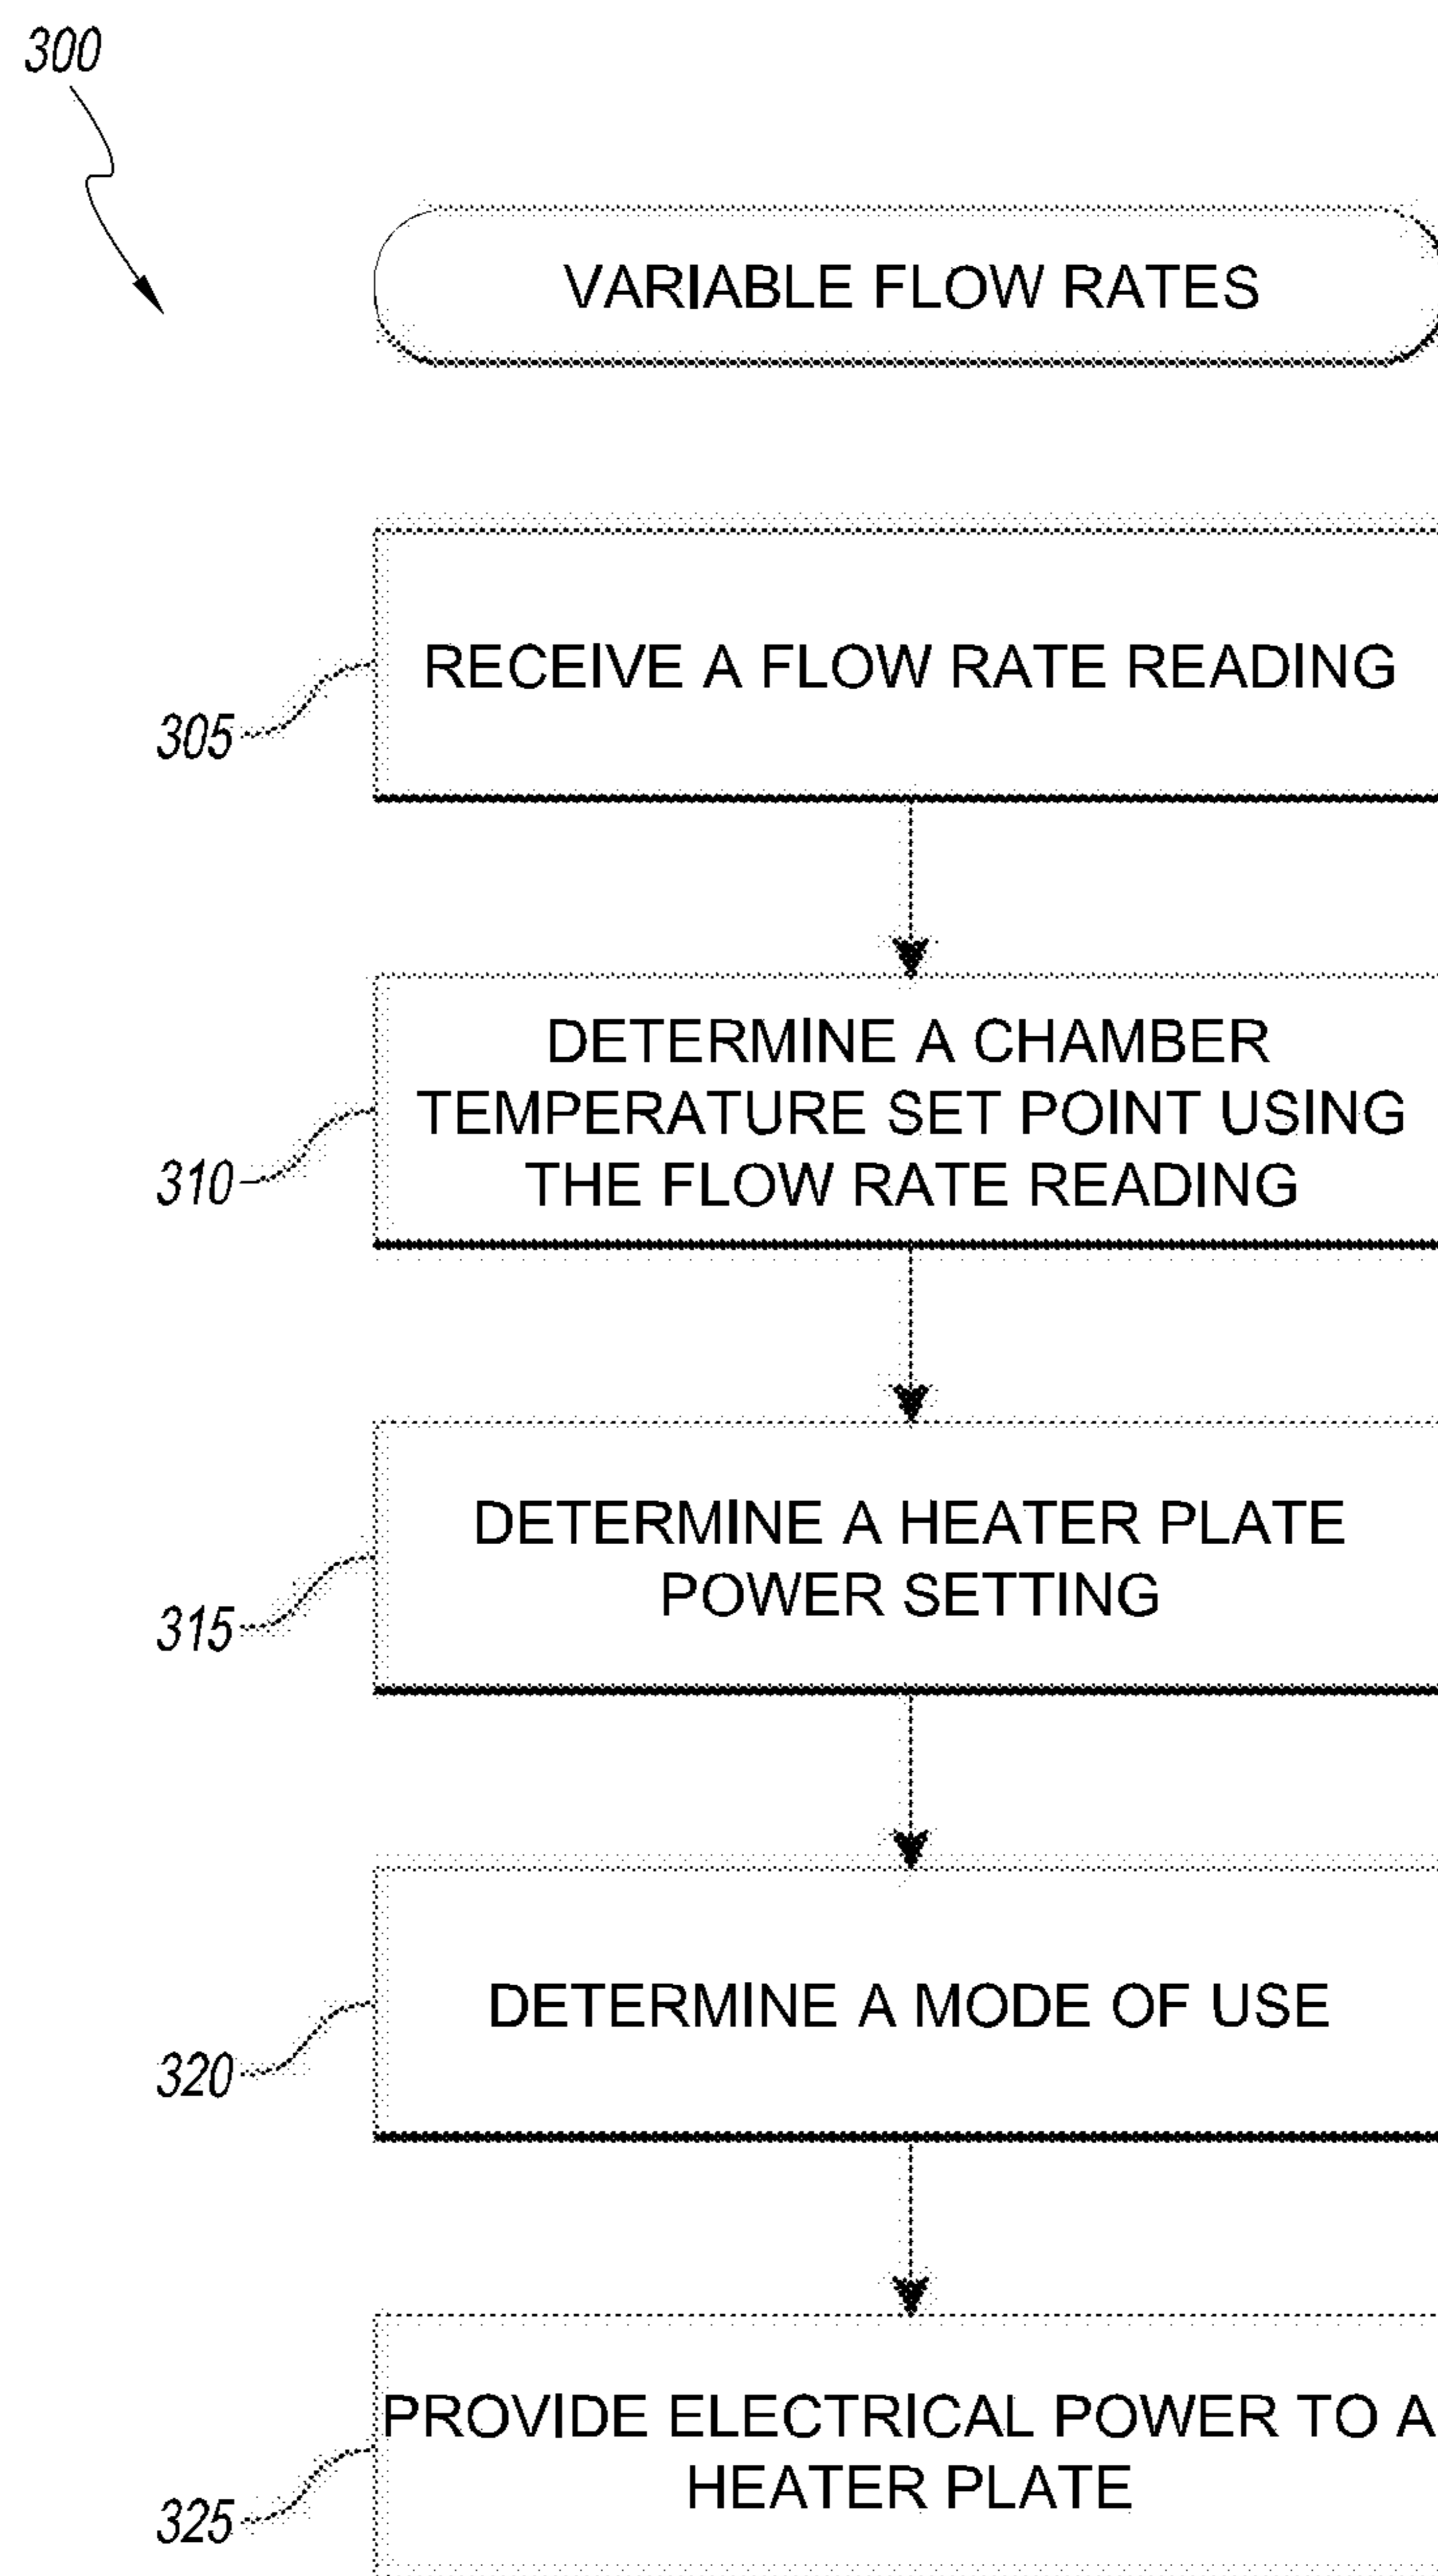 300
VARIABLE FLOW RATES
RECEIVE A FLOW RATE READING
305
DETERMINE A CHAMBER
TEMPERATURE SET POINT USING
THE FLOW RATE READING
310
DETERMINE A HEATER PLATE
POWER SETTING
315
DETERMINE A MODE OF USE
320
PROVIDE ELECTRICAL POWER TO A
HEATER PLATE
325